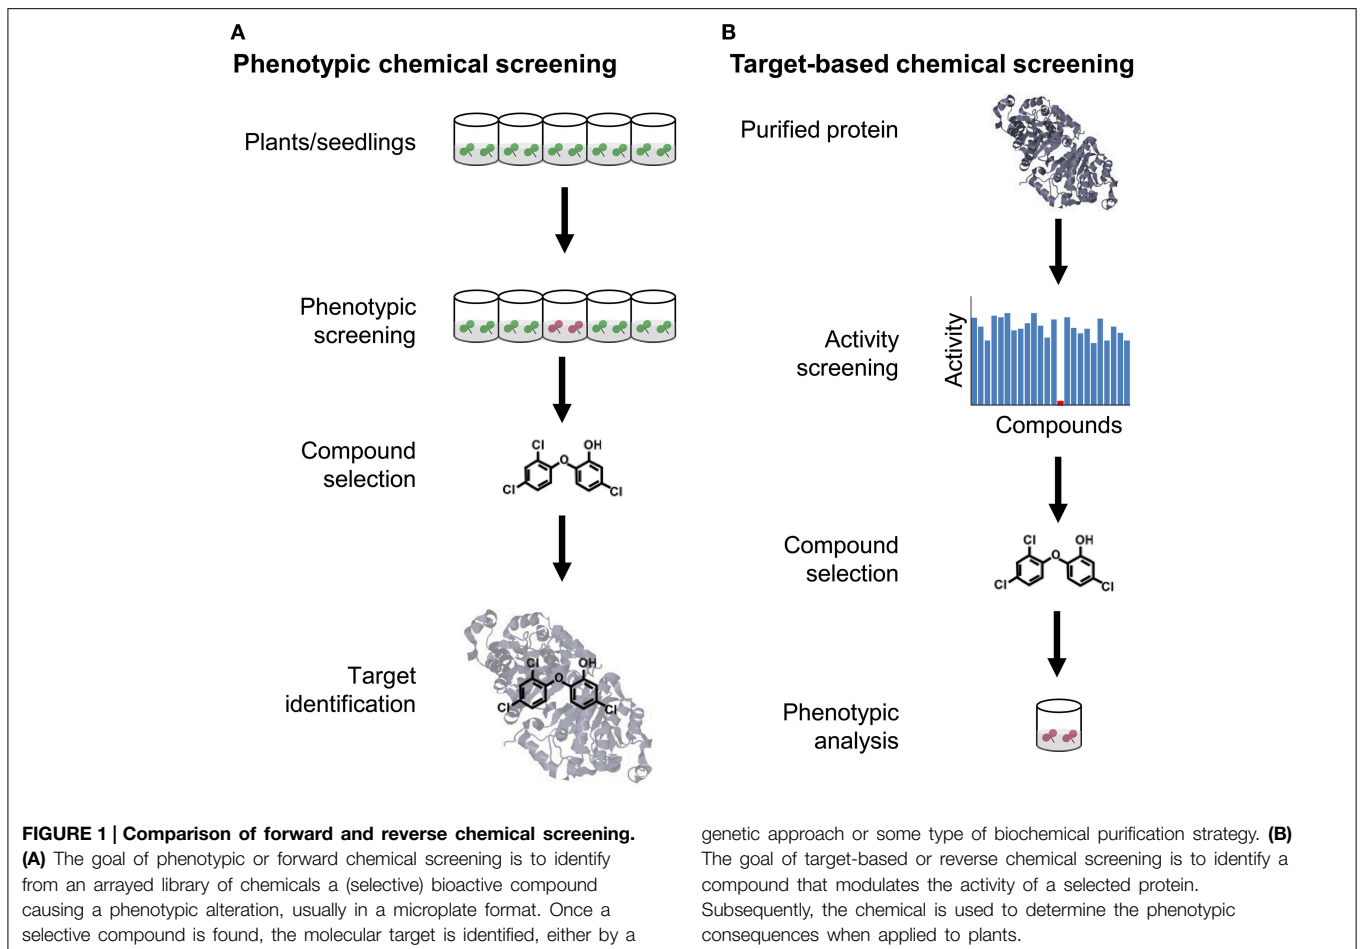 A
Phenotypic chemical screening
Plants/seedlings
Phenotypic
screening
Compound
selection
Cl
OH
O
Cl
Cl
Target
identification
Cl
OH
O
Cl
Cl
B
Target-based chemical screening
Purified protein
Activity
screening
Activity
Compounds
Compound
selection
Cl
OH
O
Cl
Cl
Phenotypic
analysis
FIGURE 1 | Comparison of forward and reverse chemical screening.
(A) The goal of phenotypic or forward chemical screening is to identify
from an arrayed library of chemicals a (selective) bioactive compound
causing a phenotypic alteration, usually in a microplate format. Once a
selective compound is found, the molecular target is identified, either by a
genetic approach or some type of biochemical purification strategy. (B)
The goal of target-based or reverse chemical screening is to identify a
compound that modulates the activity of a selected protein.
Subsequently, the chemical is used to determine the phenotypic
consequences when applied to plants.